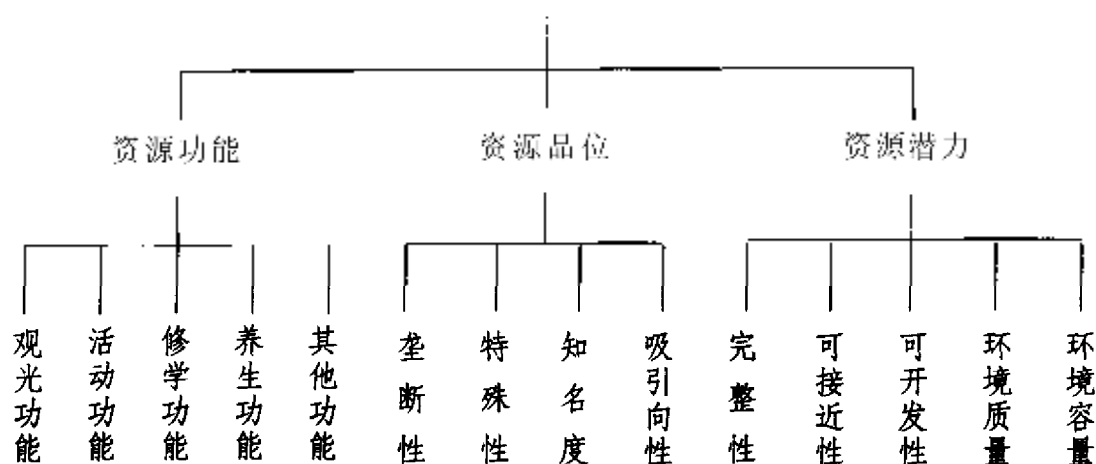 资源功能 资源品位 资源潜力
观光功能
活动功能
修学功能
养生功能
其他功能
垄断性
特殊性
知名度
吸引向性
完整性
可接近性
可开发性
环境质量
环境容量